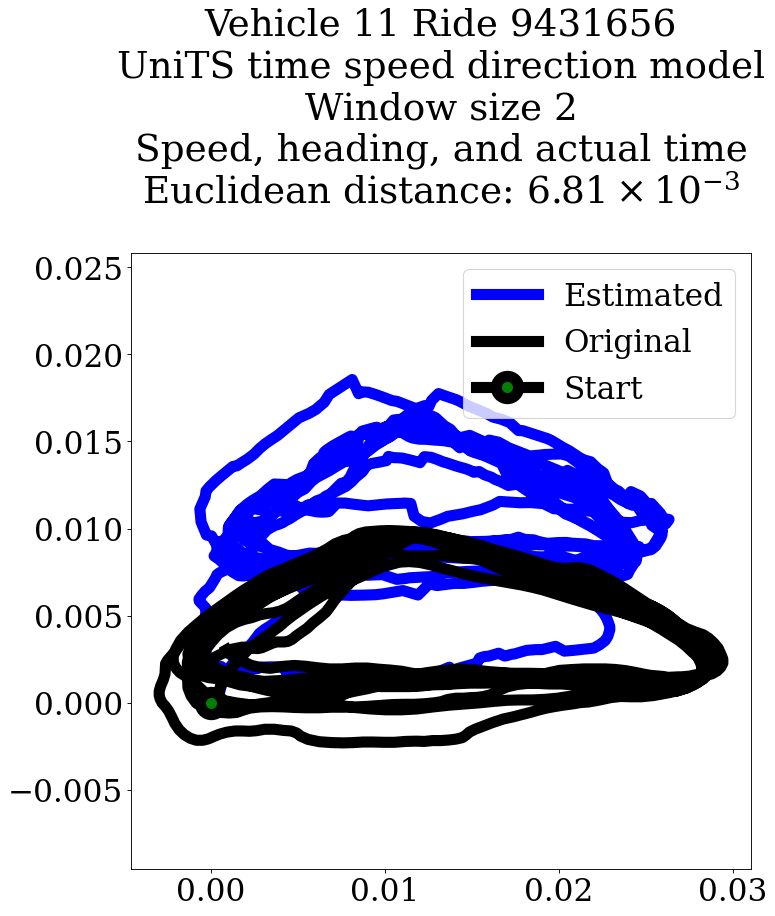 Vehicle 11 Ride 9431656
UniTS time speed direction model
Window size 2
Speed, heading, and actual time
Euclidean distance: $6.81 \times 10^{-3}$
Estimated
Original
Start
0.025
0.020
0.015
0.010
0.005
0.000
−0.005
0.00 0.01 0.02 0.03